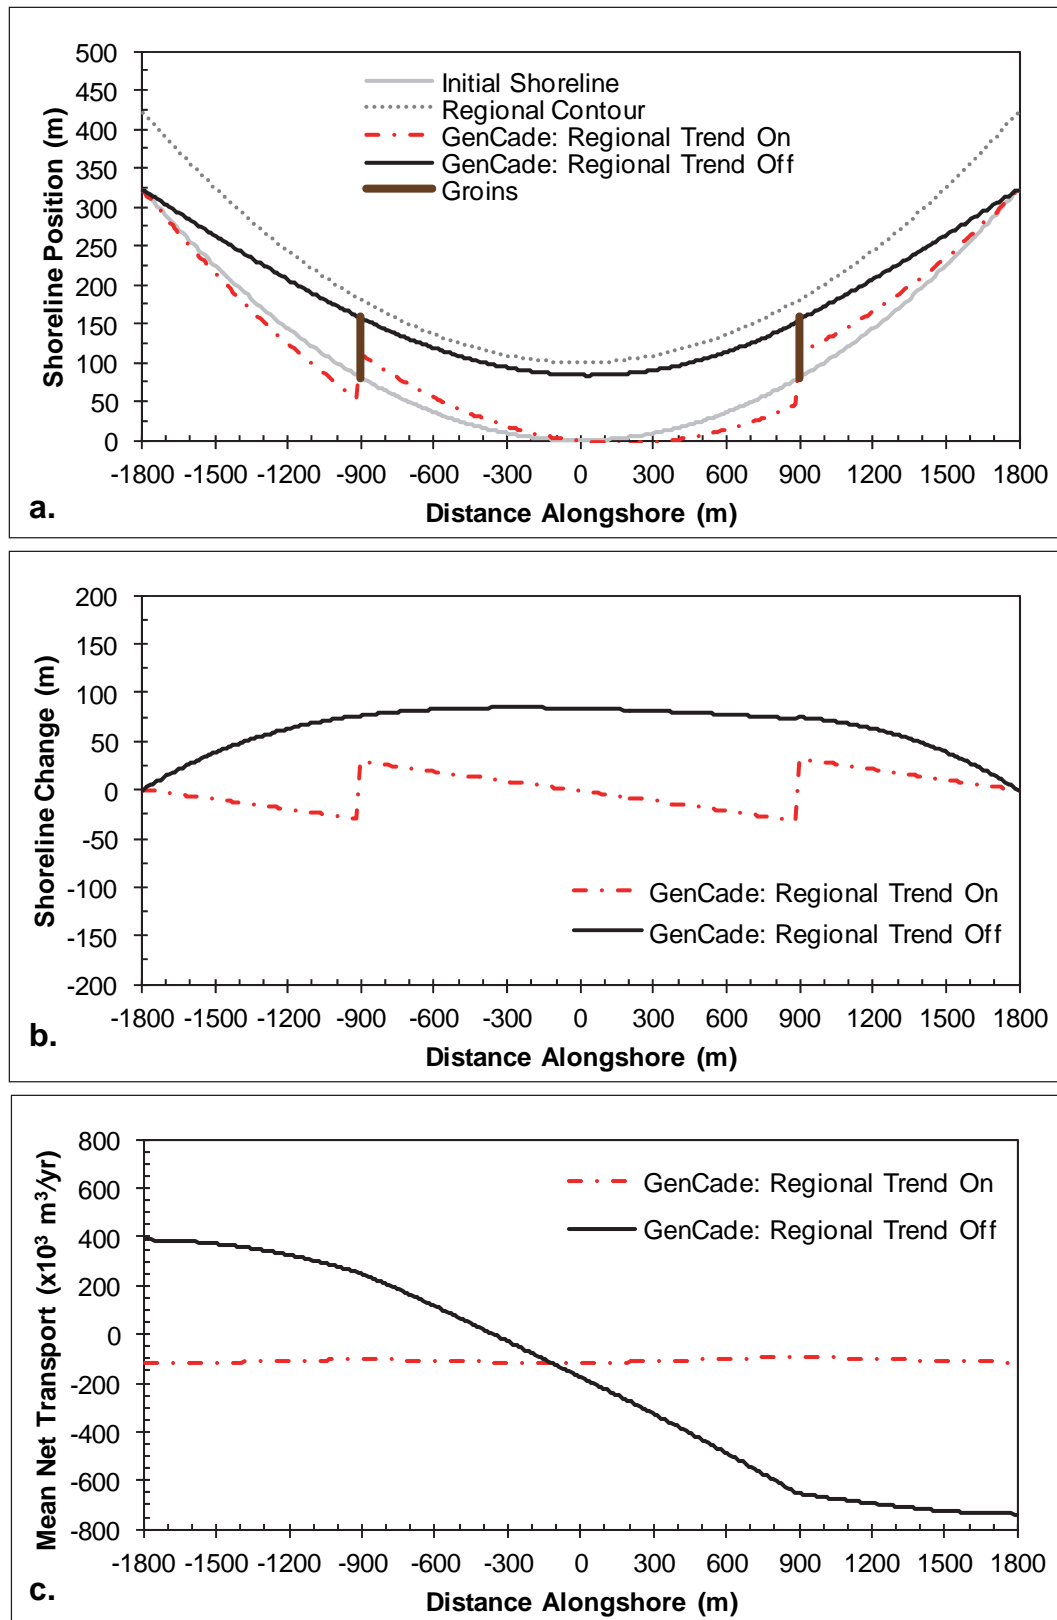 500
450
400
350
300
250
200
150
100
50
0
Shoreline Position (m)
Initial Shoreline
Regional Contour
GenCade: Regional Trend On
GenCade: Regional Trend Off
Groins
-1800 -1500 -1200 -900 -600 -300 0 300 600 900 1200 1500 1800
Distance Alongshore (m)
a.
200
150
100
50
0
-50
-100
-150
-200
Shoreline Change (m)
GenCade: Regional Trend On
GenCade: Regional Trend Off
-1800 -1500 -1200 -900 -600 -300 0 300 600 900 1200 1500 1800
Distance Alongshore (m)
b.
800
600
400
200
0
-200
-400
-600
-800
Mean Net Transport (x10³ m³/yr)
GenCade: Regional Trend On
GenCade: Regional Trend Off
-1800 -1500 -1200 -900 -600 -300 0 300 600 900 1200 1500 1800
Distance Alongshore (m)
c.